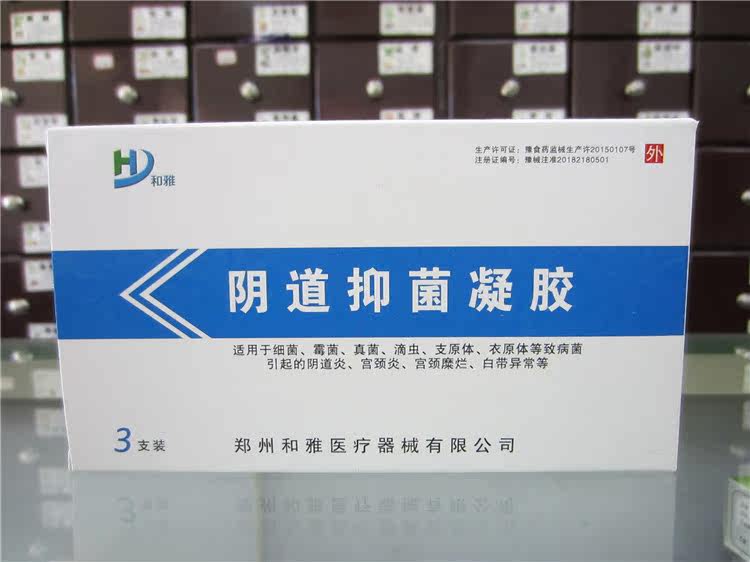 HD
和雅
生产许可证：豫食药监械生产许20150107号
注册证编号：豫械注准20182180501
外
阴道抑菌凝胶
适用于细菌、霉菌、真菌、滴虫、支原体、衣原体等致病菌
引起的阴道炎、宫颈炎、宫颈糜烂、白带异常等
3支装
郑州和雅医疗器械有限公司